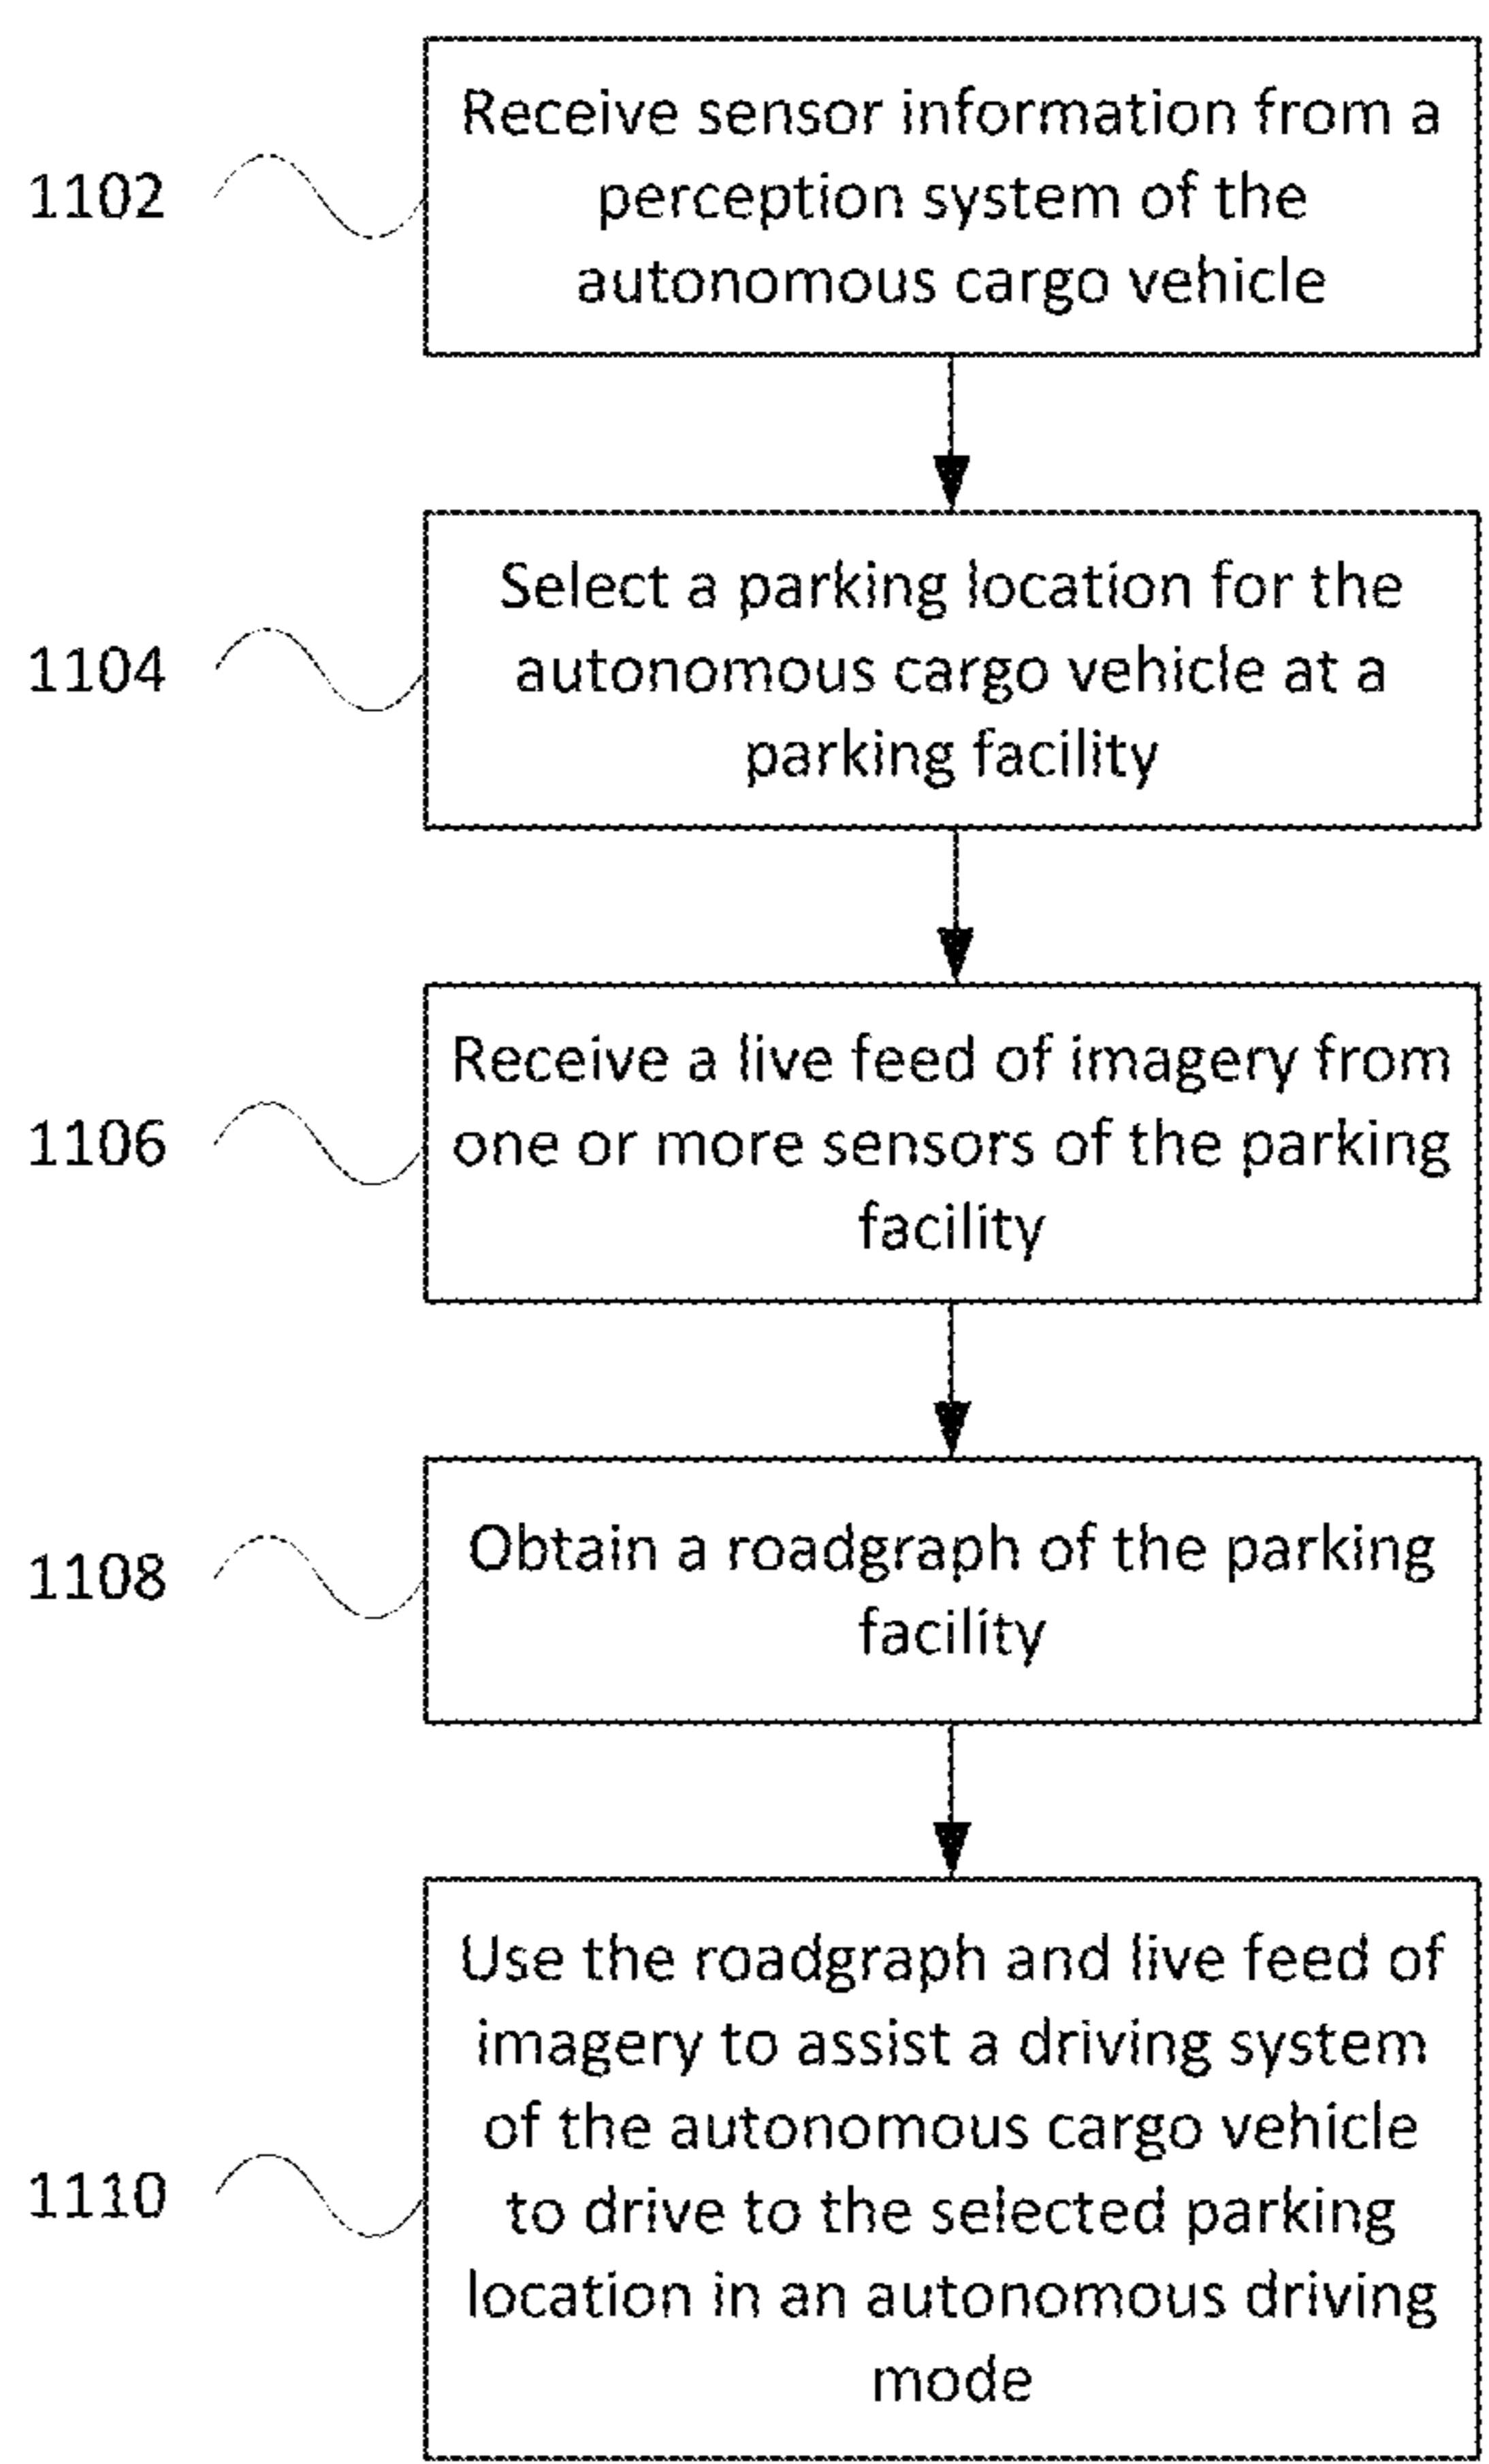 1102
Receive sensor information from a
perception system of the
autonomous cargo vehicle
1104
Select a parking location for the
autonomous cargo vehicle at a
parking facility
1106
Receive a live feed of imagery from
one or more sensors of the parking
facility
1108
Obtain a roadgraph of the parking
facility
1110
Use the roadgraph and live feed of
imagery to assist a driving system
of the autonomous cargo vehicle
to drive to the selected parking
location in an autonomous driving
mode